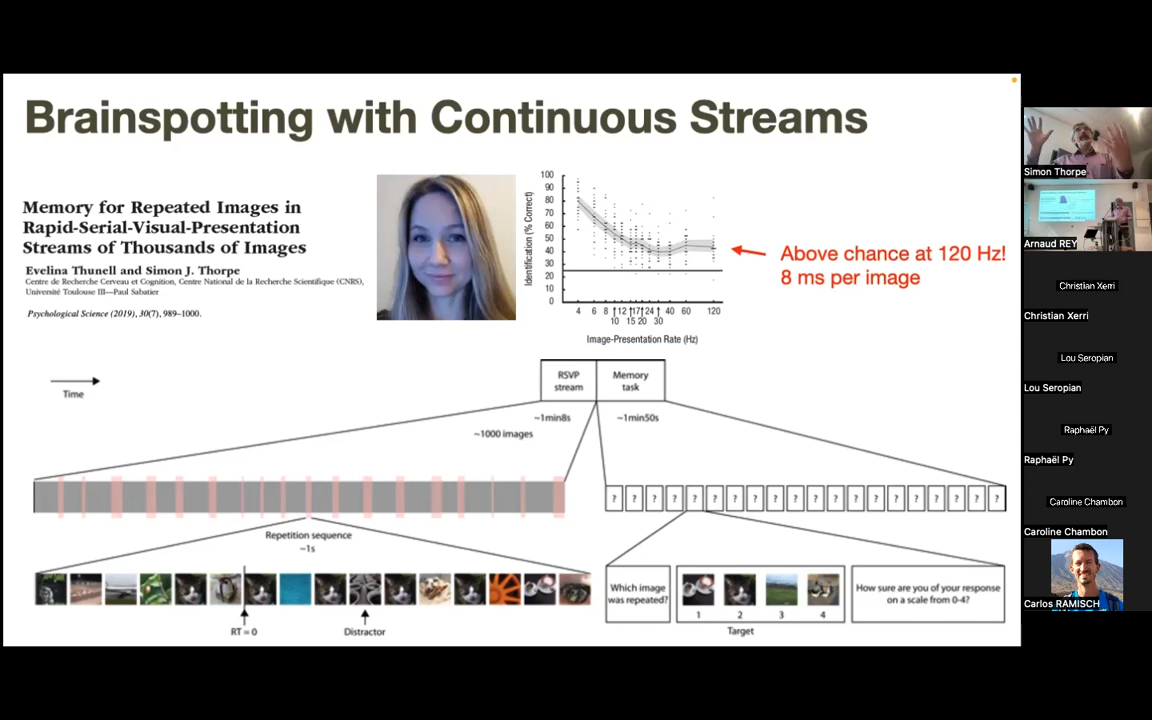 Brainspotting with Continuous Streams
Memory for Repeated Images in
Rapid-Serial-Visual-Presentation
Streams of Thousands of Images
Evelina Thunell and Simon J. Thorpe
Centre de Recherche Cerveau et Cognition, Centre National de la Recherche Scientifique (CNRS),
Université Toulouse III—Paul Sabatier
Psychological Science (2019), 30(7), 989–1000.
Identification (% Correct)
100
90
80
70
60
50
40
30
20
10
0
4 6 8 12 17 24 40 60 120
10 15 20 30
Image-Presentation Rate (Hz)
Above chance at 120 Hz!
8 ms per image
Time
RSVP
stream
Memory
task
~1min8s
~1min50s
~1000 images
? ? ? ? ? ? ? ? ? ? ? ? ? ? ? ? ? ? ? ?
Repetition sequence
~1s
RT = 0
Distractor
Which image
was repeated?
1 2 3 4
Target
How sure are you of your response
on a scale from 0-4?
Simon Thorpe
Arnaud REY
Christian Xerri
Christian Xerri
Lou Seropian
Lou Seropian
Raphaël Py
Raphaël Py
Caroline Chambon
Caroline Chambon
Carlos RAMISCH